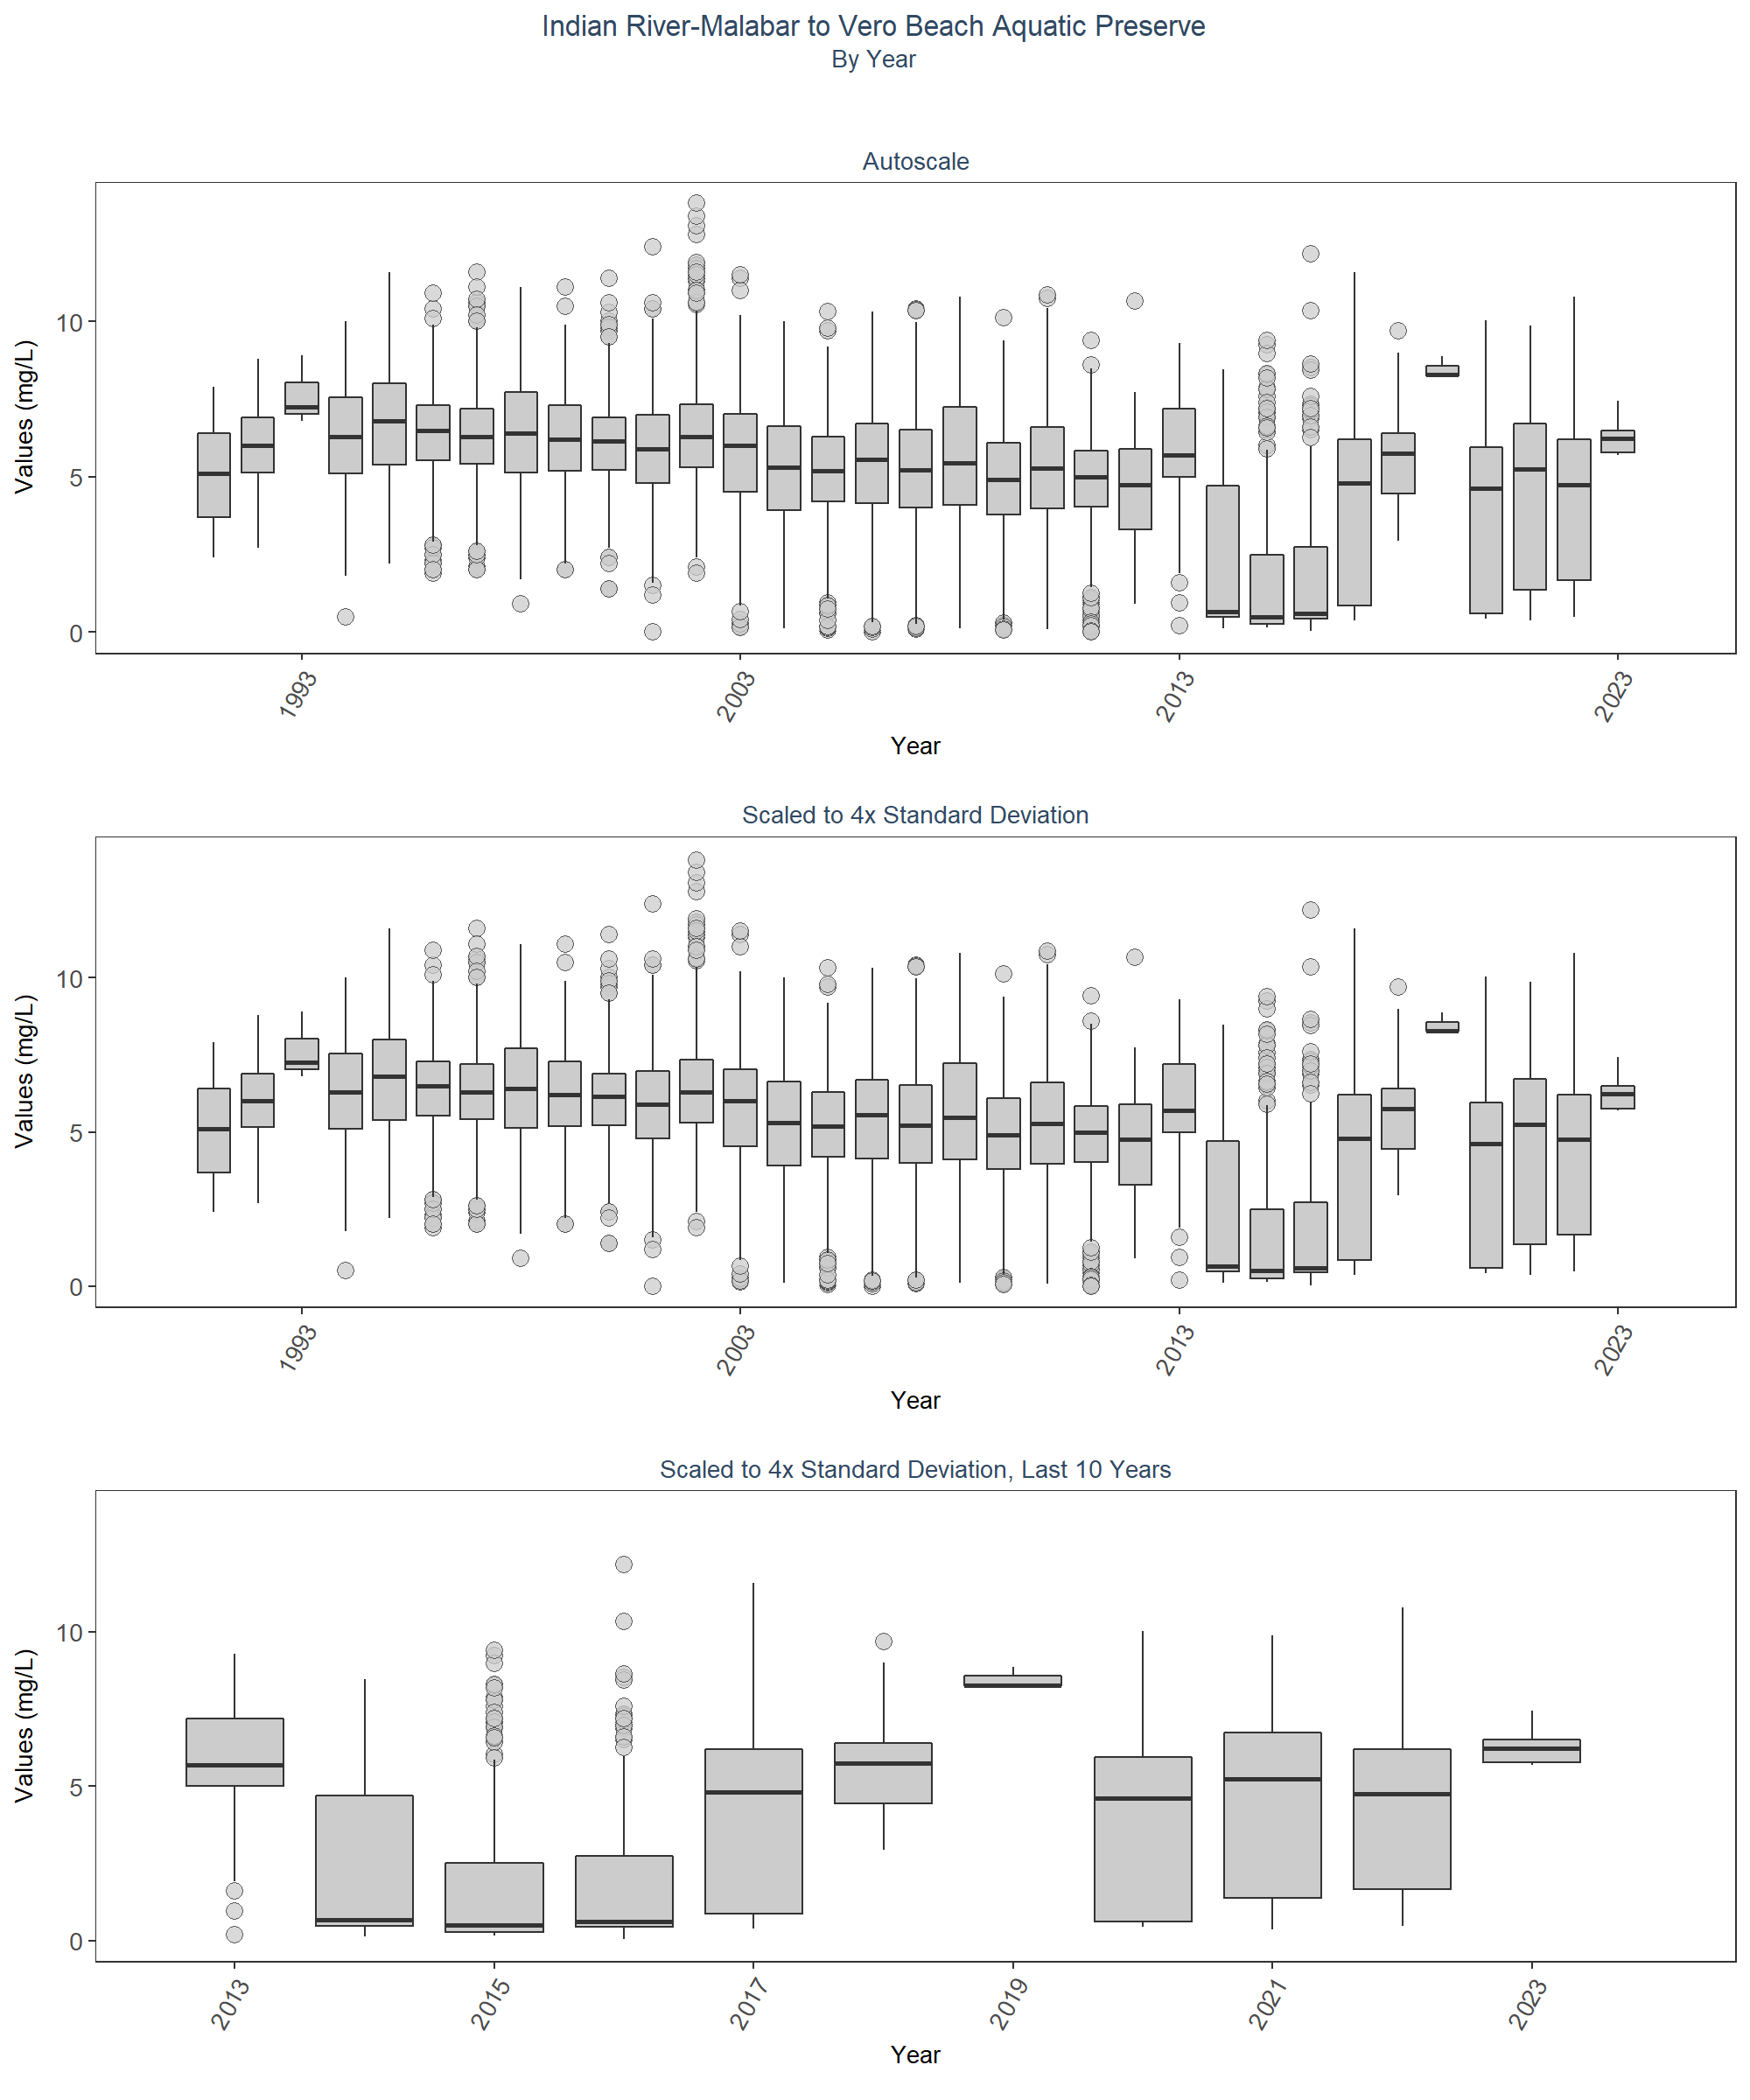 Indian River-Malabar to Vero Beach Aquatic Preserve
By Year
Autoscale
Values (mg/L)
10
5
0
1993
2003
2013
2023
Year
Scaled to 4x Standard Deviation
Values (mg/L)
10
5
0
1993
2003
2013
2023
Year
Scaled to 4x Standard Deviation, Last 10 Years
Values (mg/L)
10
5
0
2013
2015
2017
2019
2021
2023
Year